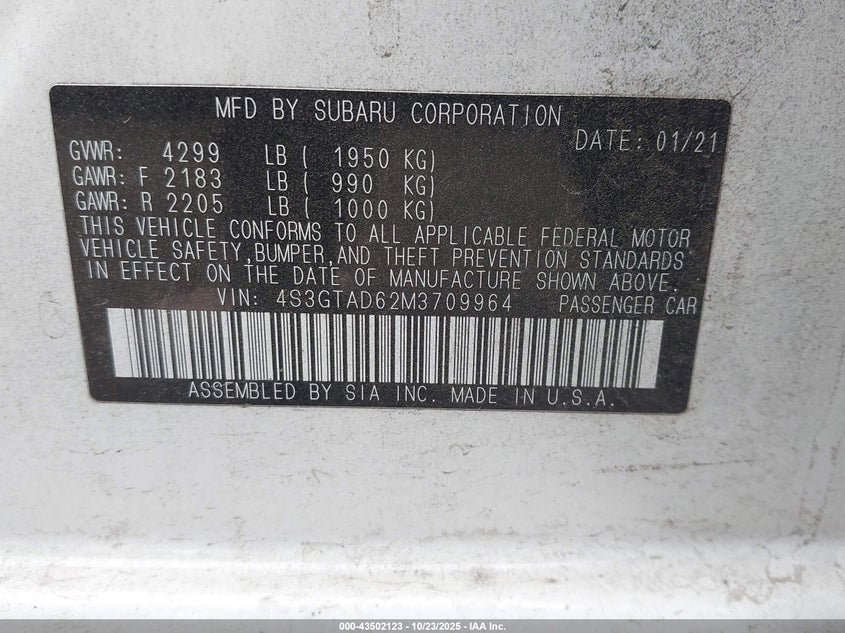 MFD BY SUBARU CORPORATION
DATE: 01/21
GVWR: 4299 LB ( 1950 KG)
GAWR: F 2183 LB ( 990 KG)
GAWR: R 2205 LB ( 1000 KG)
THIS VEHICLE CONFORMS TO ALL APPLICABLE FEDERAL MOTOR
VEHICLE SAFETY, BUMPER, AND THEFT PREVENTION STANDARDS
IN EFFECT ON THE DATE OF MANUFACTURE SHOWN ABOVE.
VIN: 4S3GTAD62M3709964 PASSENGER CAR
ASSEMBLED BY SIA INC. MADE IN U.S.A.
000-43502123 - 10/23/2025 - IAA Inc.